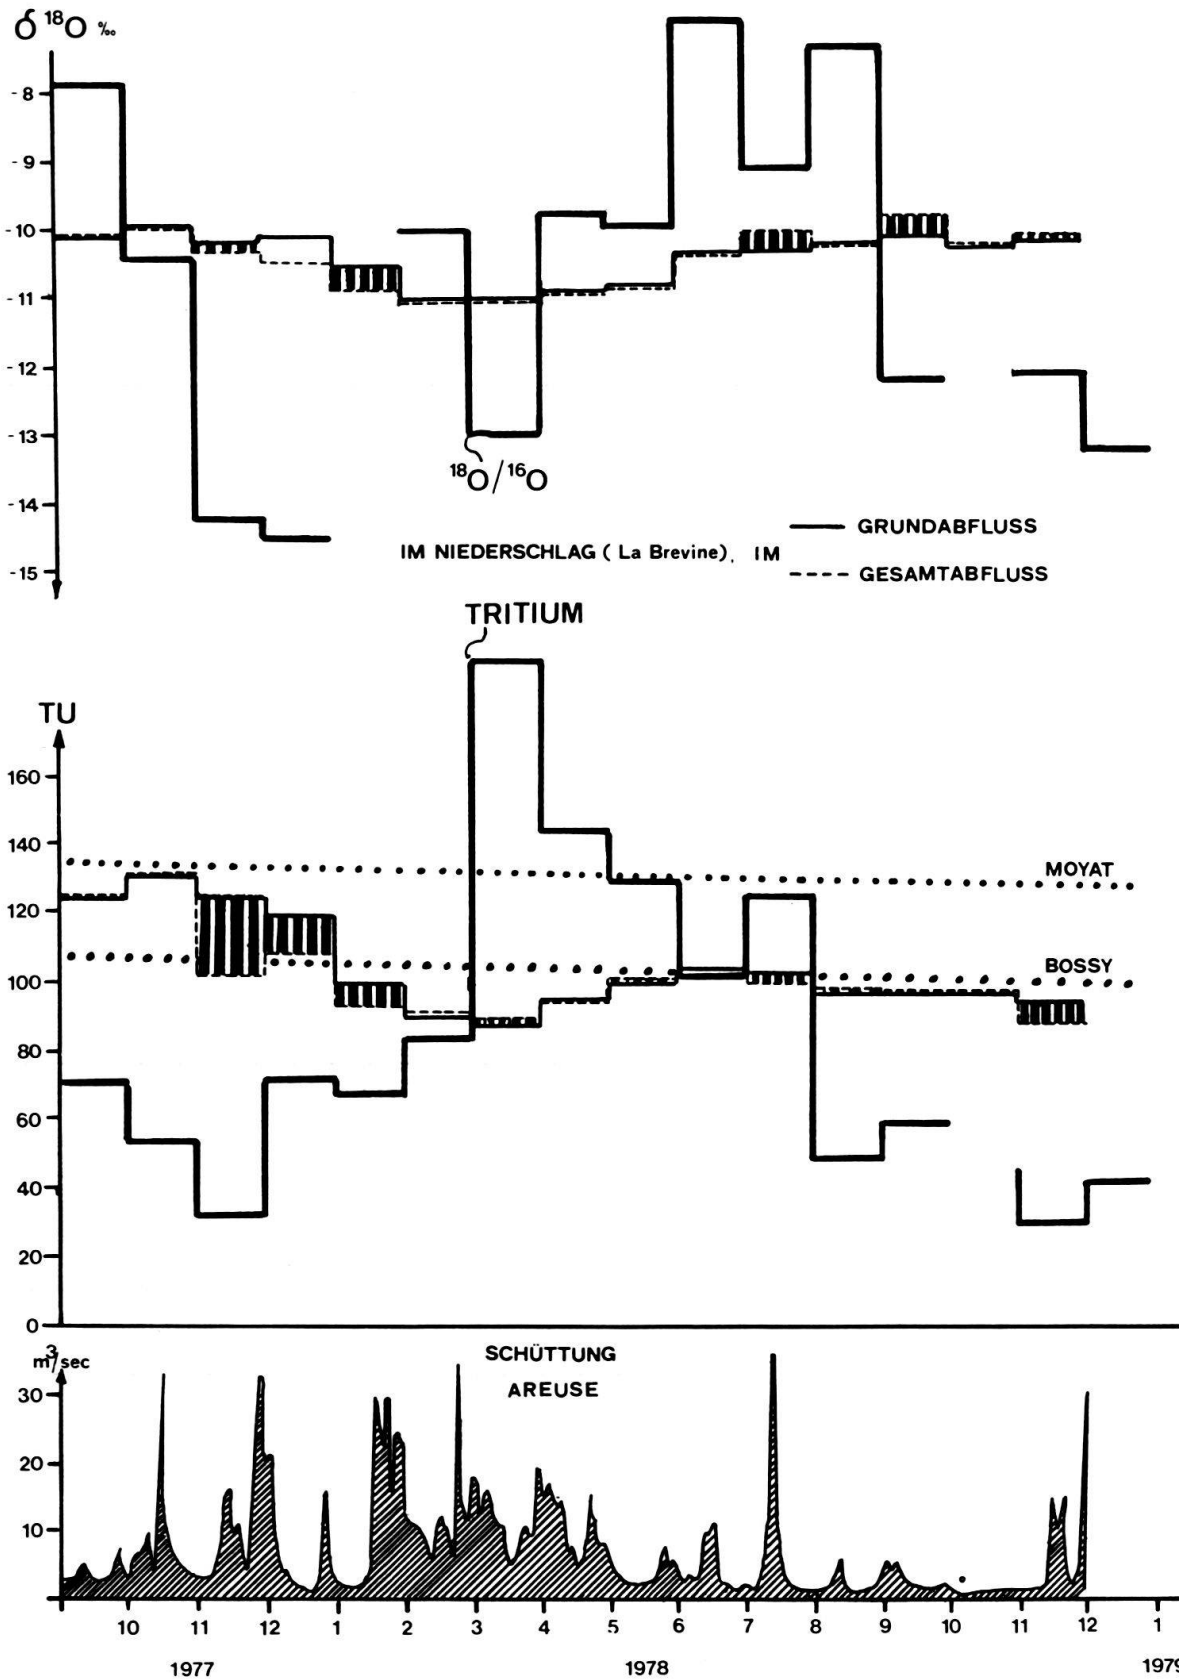 δ ¹⁸O ‰
-8
-9
-10
-11
-12
-13
-14
-15
¹⁸O/¹⁶O
IM NIEDERSCHLAG ( La Brevine), IM
GRUNDABFLUSS
GESAMTABFLUSS
TRITIUM
TU
160
140
120
100
80
60
40
20
0
MOYAT
BOSSY
m³/sec
30
20
10
SCHÜTTUNG
AREUSE
10 11 12 1 2 3 4 5 6 7 8 9 10 11 12 1
1977 1978 1979